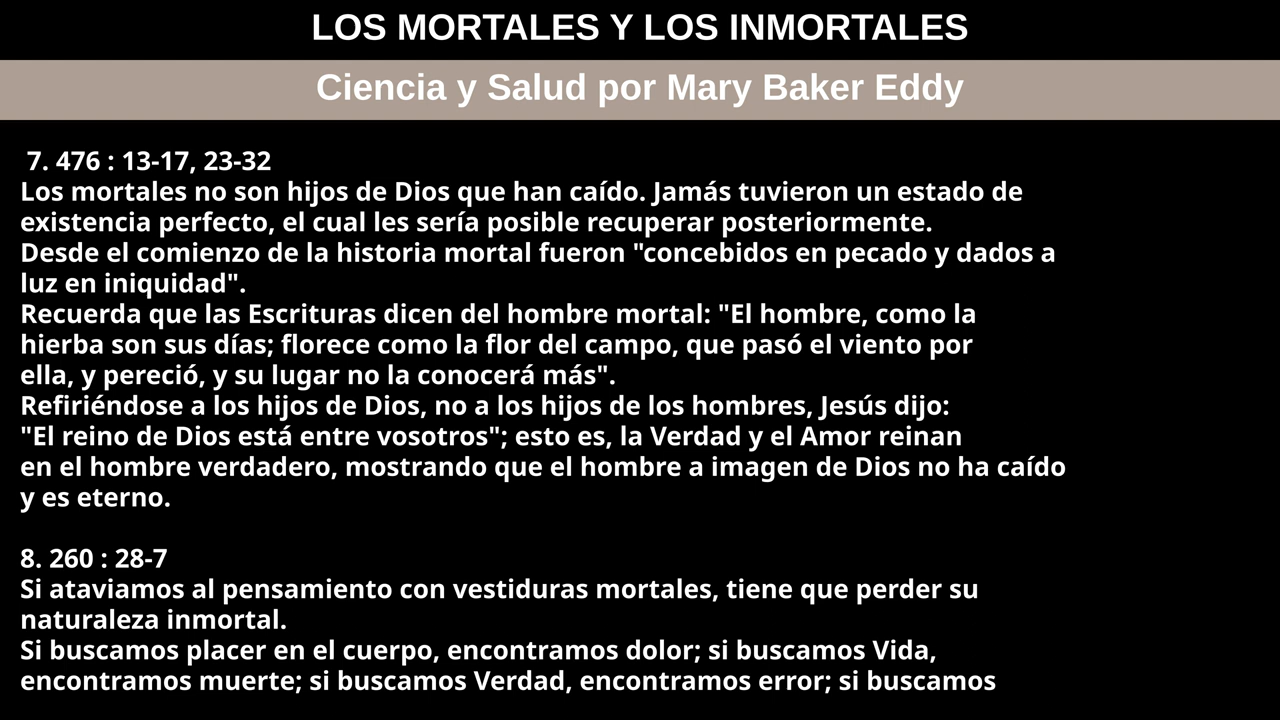 LOS MORTALES Y LOS INMORTALES
Ciencia y Salud por Mary Baker Eddy
7. 476 : 13-17, 23-32
Los mortales no son hijos de Dios que han caído. Jamás tuvieron un estado de
existencia perfecto, el cual les sería posible recuperar posteriormente.
Desde el comienzo de la historia mortal fueron "concebidos en pecado y dados a
luz en iniquidad".
Recuerda que las Escrituras dicen del hombre mortal: "El hombre, como la
hierba son sus días; florece como la flor del campo, que pasó el viento por
ella, y pereció, y su lugar no la conocerá más".
Refiriéndose a los hijos de Dios, no a los hijos de los hombres, Jesús dijo:
"El reino de Dios está entre vosotros"; esto es, la Verdad y el Amor reinan
en el hombre verdadero, mostrando que el hombre a imagen de Dios no ha caído
y es eterno.
8. 260 : 28-7
Si ataviamos al pensamiento con vestiduras mortales, tiene que perder su
naturaleza inmortal.
Si buscamos placer en el cuerpo, encontramos dolor; si buscamos Vida,
encontramos muerte; si buscamos Verdad, encontramos error; si buscamos